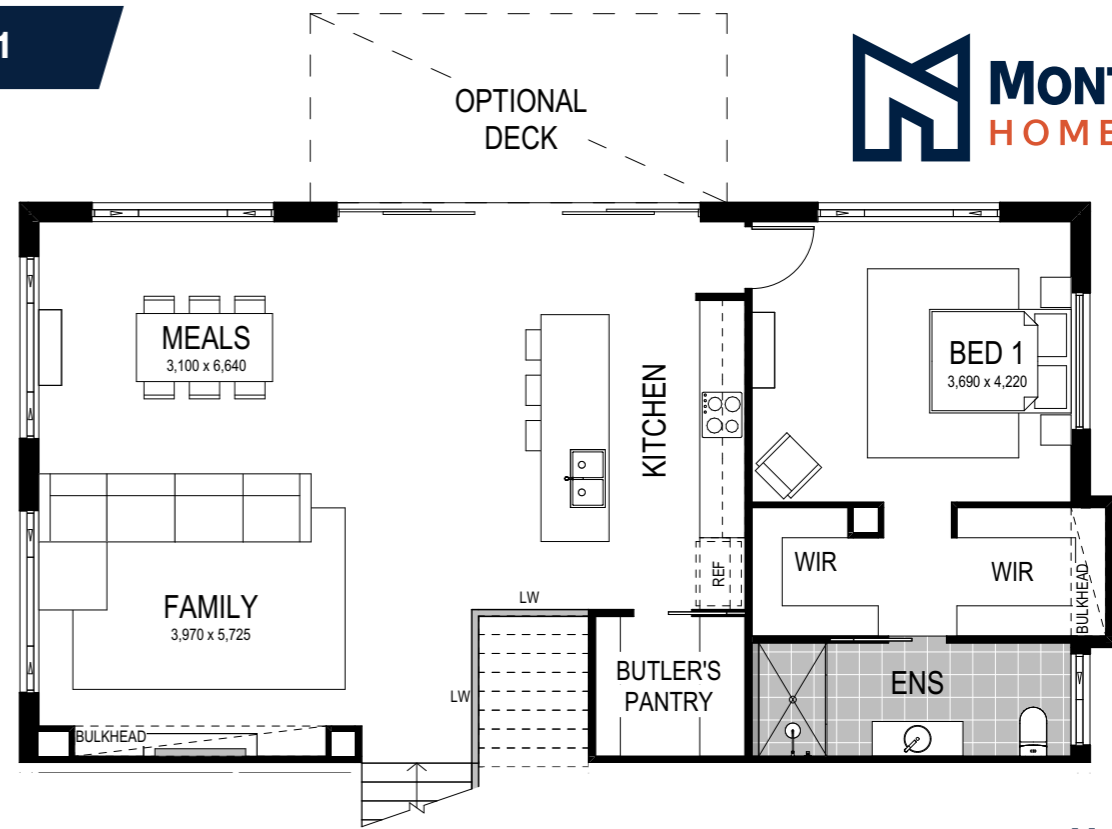 1
OPTIONAL
DECK
MONT
HOME
MEALS
3,100 x 6,640
KITCHEN
BED 1
3,690 x 4,220
FAMILY
3,970 x 5,725
LW
LW
REF
WIR
WIR
BULKHEAD
BUTLER'S
PANTRY
ENS
BULKHEAD